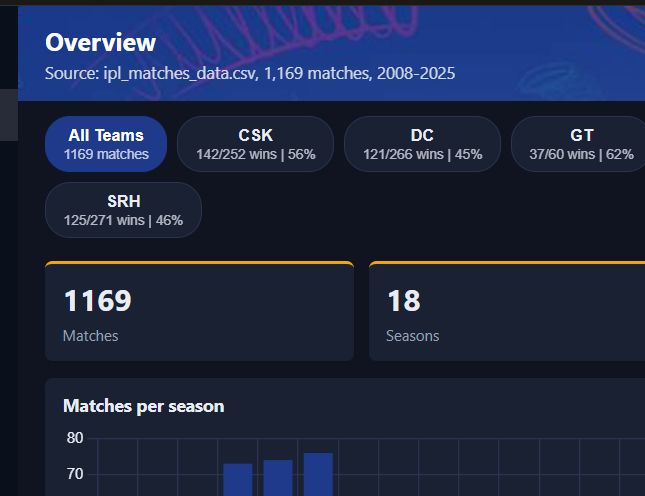 Overview
Source: ipl_matches_data.csv, 1,169 matches, 2008-2025
All Teams
1169 matches
CSK
142/252 wins | 56%
DC
121/266 wins | 45%
GT
37/60 wins | 62%
SRH
125/271 wins | 46%
1169
Matches
18
Seasons
Matches per season
80
70